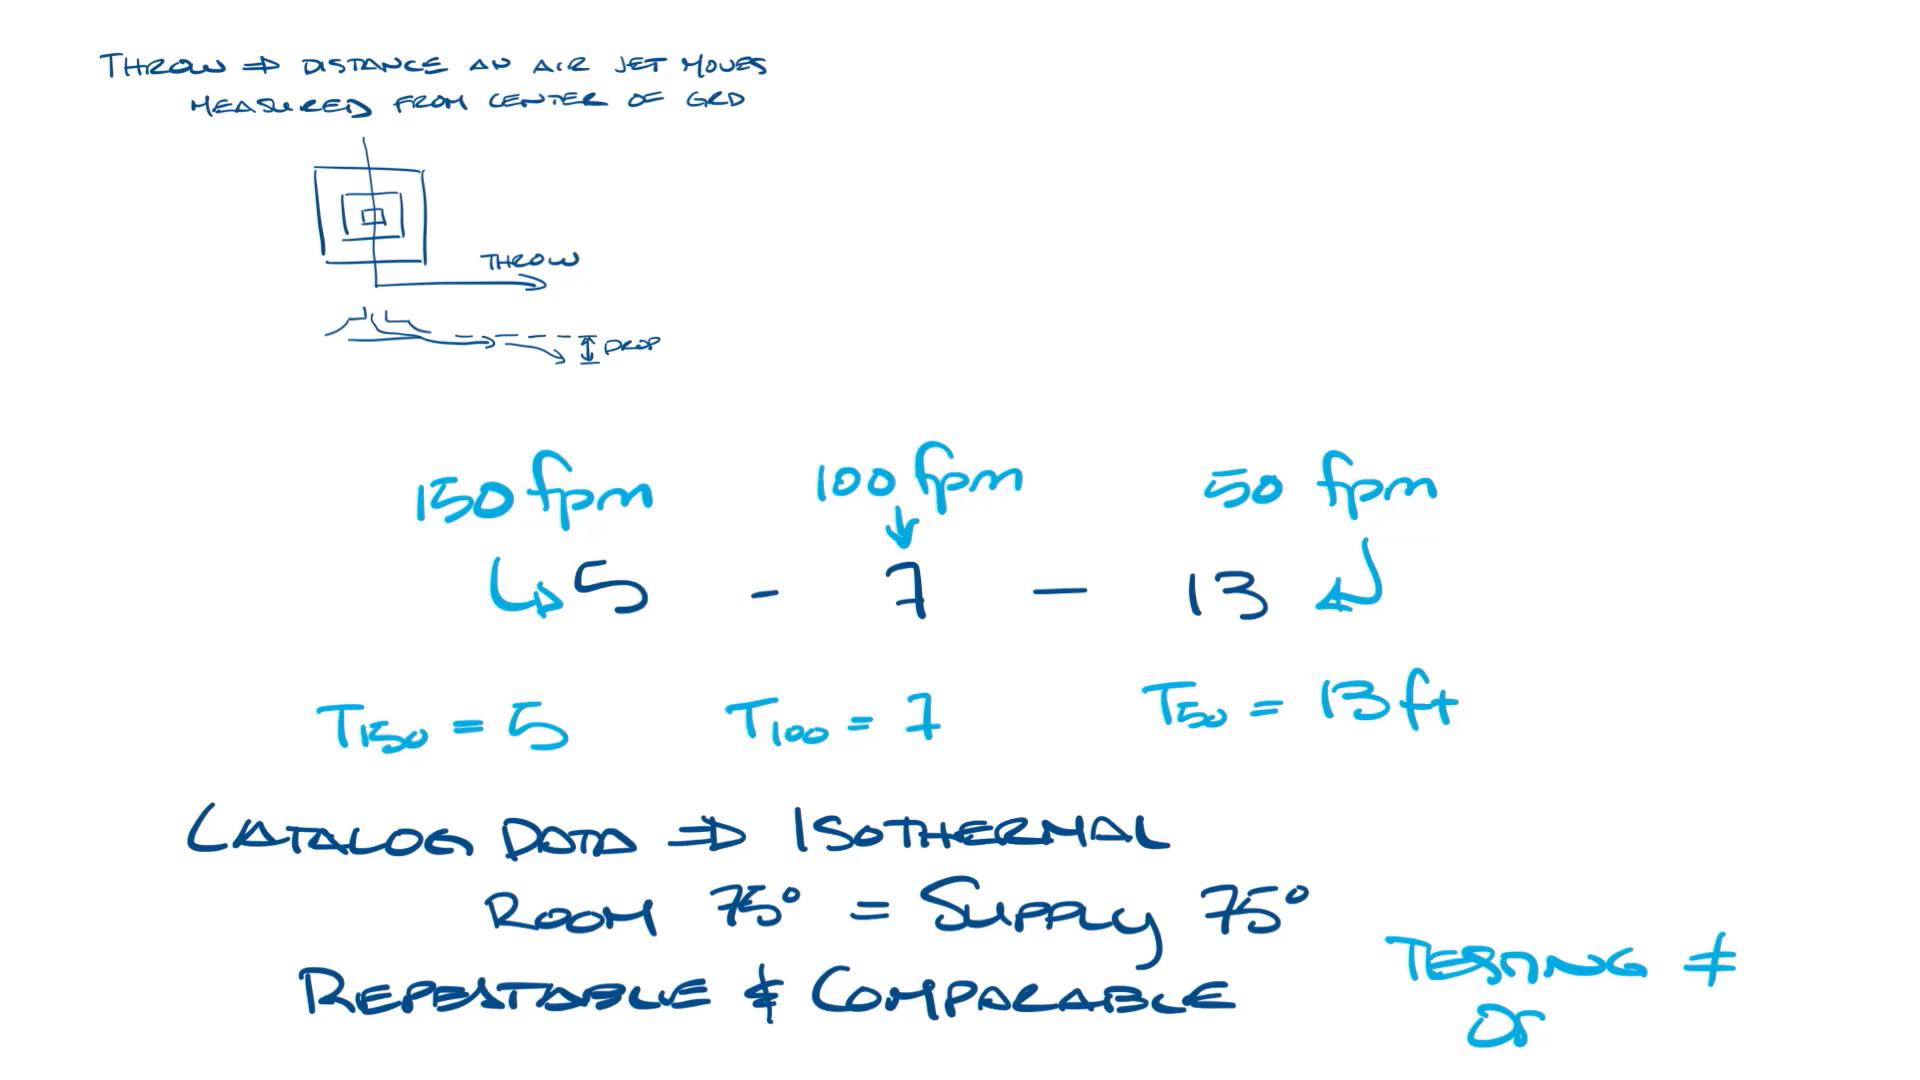 THROW ⇒ DISTANCE AN AIR JET MOVES
MEASURED FROM CENTER OF GRD
THROW
DROP
150 fpm 100 fpm 50 fpm
5 - 7 - 13
T150 = 5 T100 = 7 T50 = 13 ft
CATALOG DATA ⇒ ISOTHERMAL
ROOM 75° = SUPPLY 75°
REPEATABLE & COMPARABLE
TESTING ≠
Or